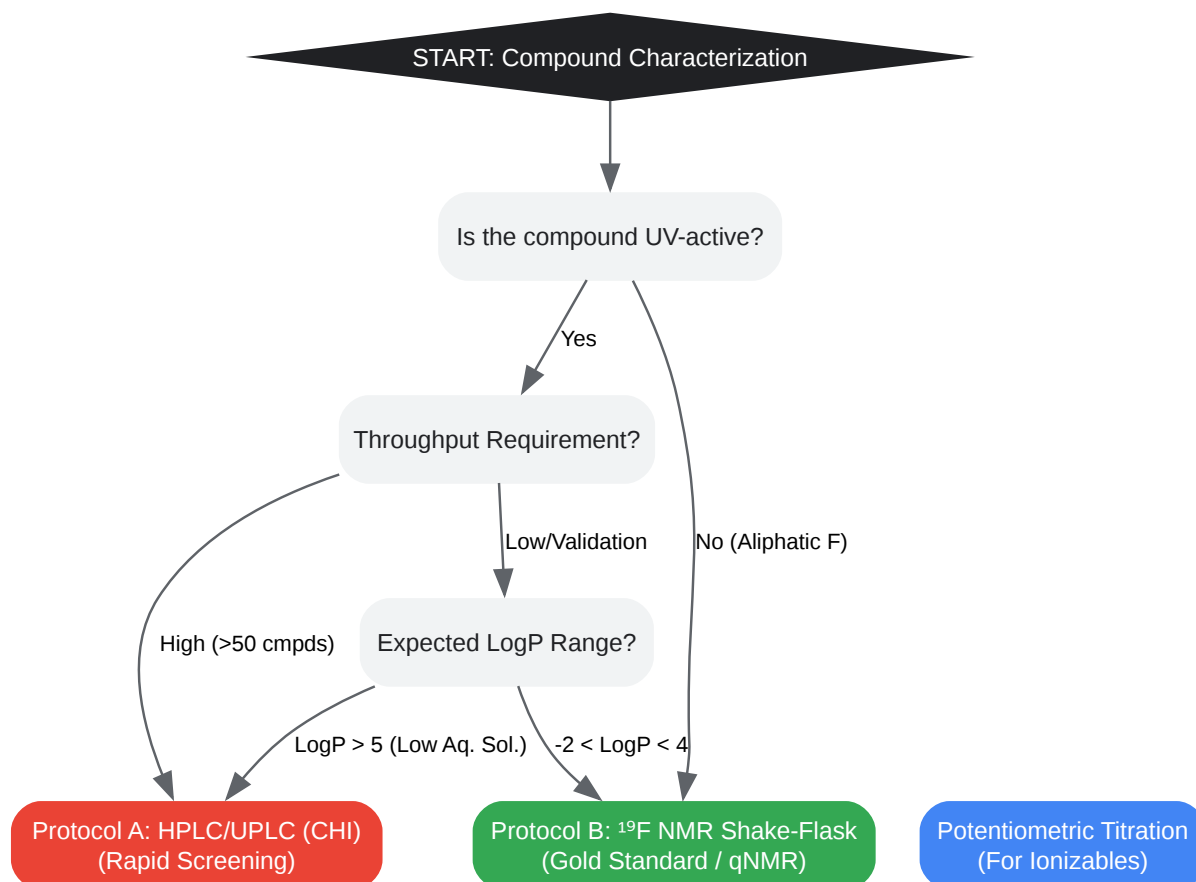 START: Compound Characterization
Is the compound UV-active?
Yes
Throughput Requirement?
Low/Validation
No (Aliphatic F)
High (>50 cmpds)
Expected LogP Range?
LogP > 5 (Low Aq. Sol.)
-2 < LogP < 4
Protocol A: HPLC/UPLC (CHI)
(Rapid Screening)
Protocol B: ¹⁹F NMR Shake-Flask
(Gold Standard / qNMR)
Potentiometric Titration
(For Ionizables)